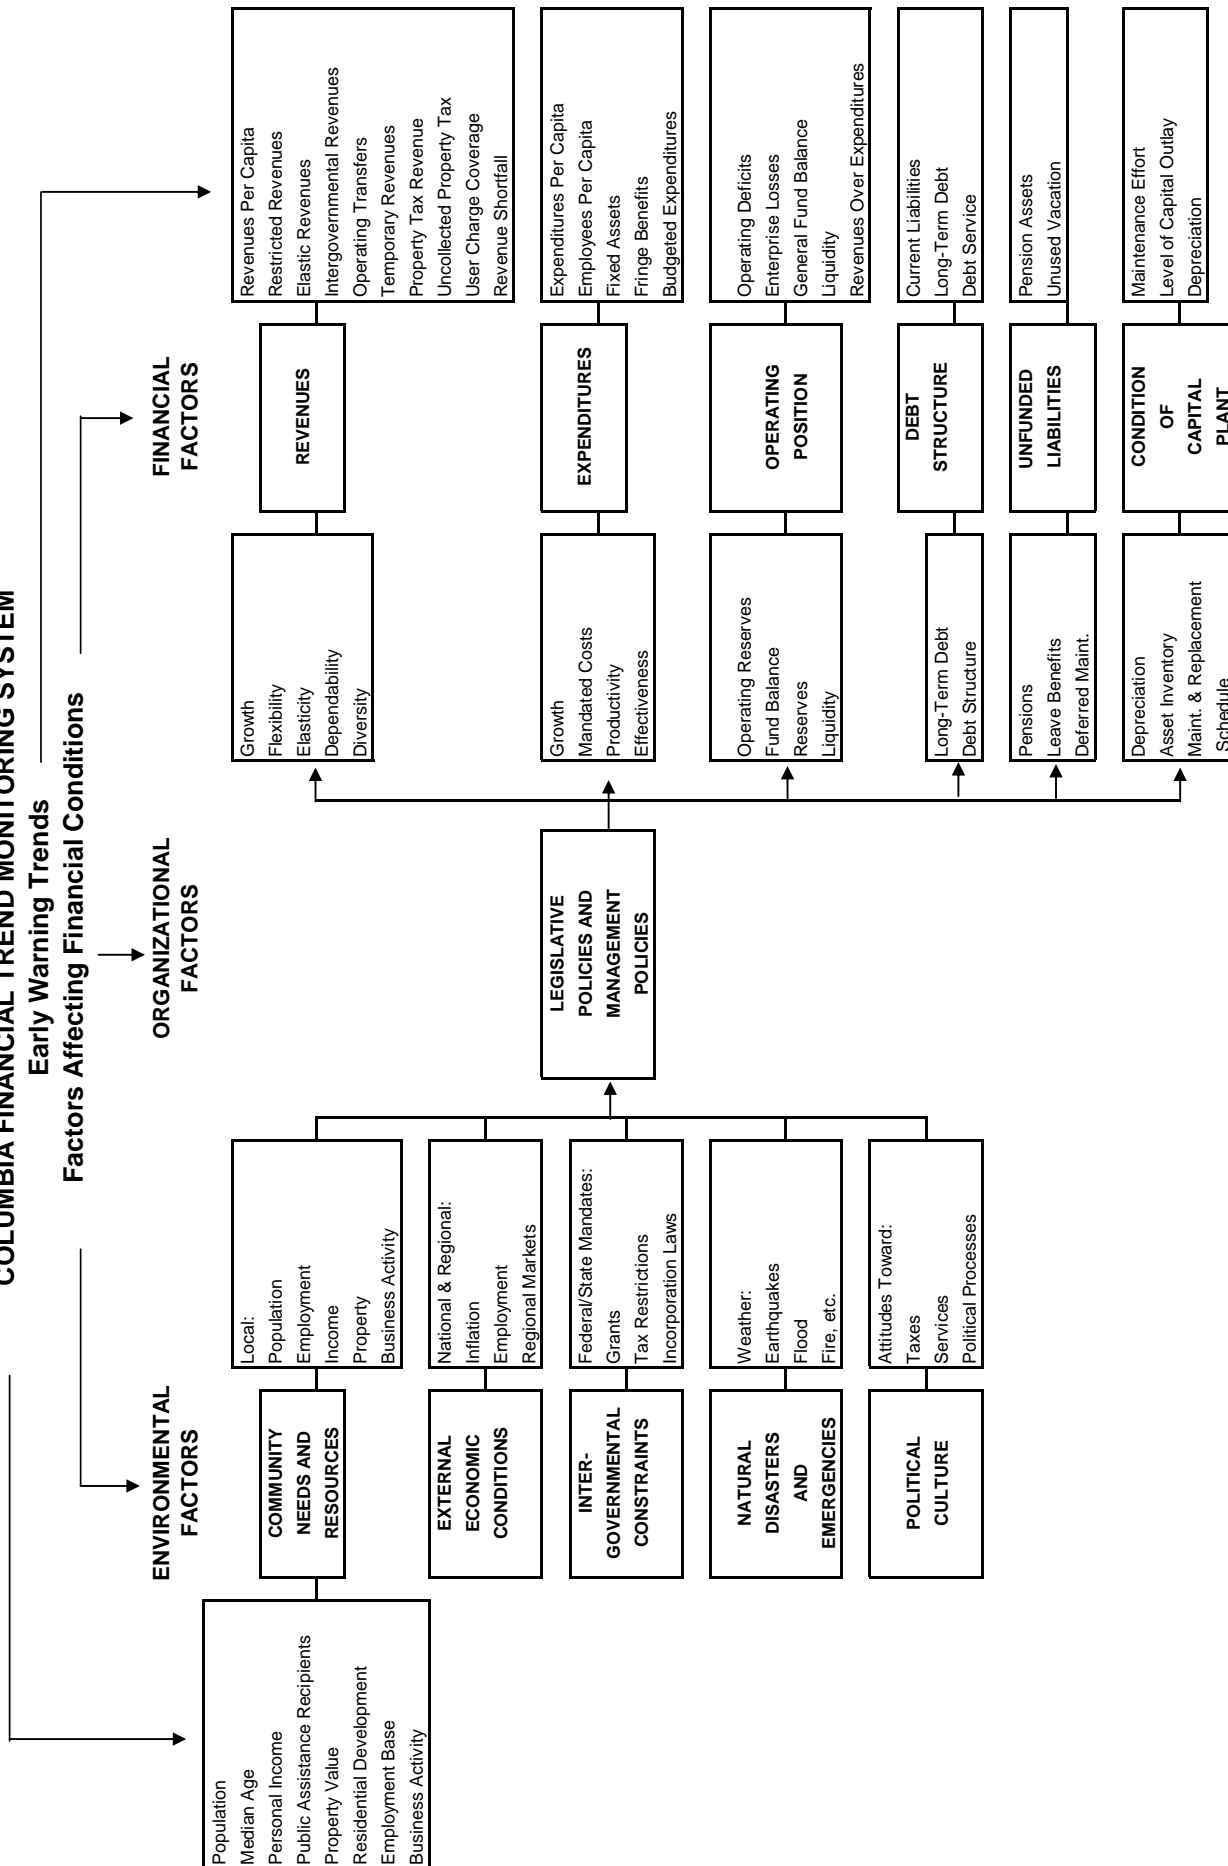 COLUMBIA FINANCIAL TREND MONITORING SYSTEM
Early Warning Trends
Factors Affecting Financial Conditions
ENVIRONMENTAL
FACTORS
ORGANIZATIONAL
FACTORS
FINANCIAL
FACTORS
Population
Median Age
Personal Income
Public Assistance Recipients
Property Value
Residential Development
Employment Base
Business Activity
COMMUNITY
NEEDS AND
RESOURCES
Local:
Population
Employment
Income
Property
Business Activity
EXTERNAL
ECONOMIC
CONDITIONS
National & Regional:
Inflation
Employment
Regional Markets
INTER-
GOVERNMENTAL
CONSTRAINTS
Federal/State Mandates:
Grants
Tax Restrictions
Incorporation Laws
NATURAL
DISASTERS
AND
EMERGENCIES
Weather:
Earthquakes
Flood
Fire, etc.
POLITICAL
CULTURE
Attitudes Toward:
Taxes
Services
Political Processes
LEGISLATIVE
POLICIES AND
MANAGEMENT
POLICIES
Growth
Flexibility
Elasticity
Dependability
Diversity
REVENUES
Revenues Per Capita
Restricted Revenues
Elastic Revenues
Intergovernmental Revenues
Operating Transfers
Temporary Revenues
Property Tax Revenue
Uncollected Property Tax
User Charge Coverage
Revenue Shortfall
Growth
Mandated Costs
Productivity
Effectiveness
EXPENDITURES
Expenditures Per Capita
Employees Per Capita
Fixed Assets
Fringe Benefits
Budgeted Expenditures
Operating Reserves
Fund Balance
Reserves
Liquidity
OPERATING
POSITION
Operating Deficits
Enterprise Losses
General Fund Balance
Liquidity
Revenues Over Expenditures
Long-Term Debt
Debt Structure
DEBT
STRUCTURE
Current Liabilities
Long-Term Debt
Debt Service
Pensions
Leave Benefits
Deferred Maint.
UNFUNDED
LIABILITIES
Pension Assets
Unused Vacation
Depreciation
Asset Inventory
Maint. & Replacement
Schedule
CONDITION
OF
CAPITAL
PLANT
Maintenance Effort
Level of Capital Outlay
Depreciation